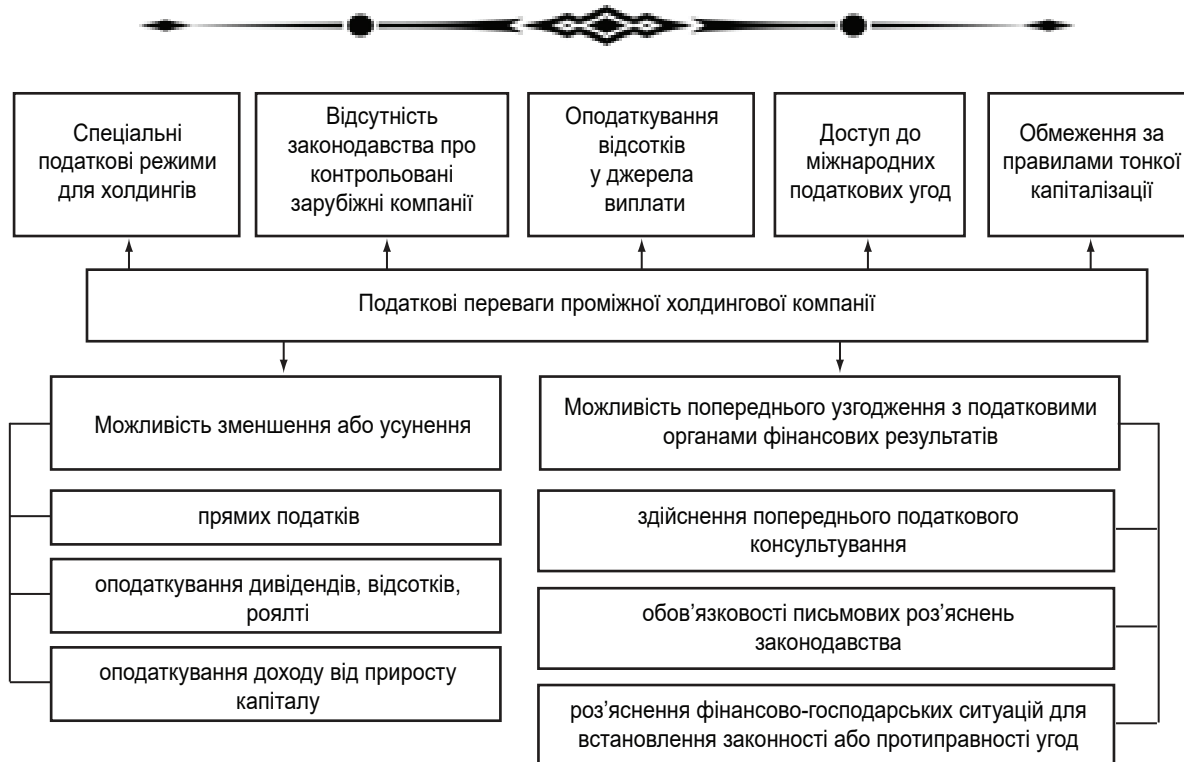 Спеціальні
податкові режими
для холдингів
Відсутність
законодавства про
контрольовані
зарубіжні компанії
Оподаткування
відсотків
у джерела
виплати
Доступ до
міжнародних
податкових угод
Обмеження за
правилами тонкої
капіталізації
Податкові переваги проміжної холдингової компанії
Можливість зменшення або усунення
прямих податків
оподаткування дивідендів, відсотків,
роялті
оподаткування доходу від приросту
капіталу
Можливість попереднього узгодження з податковими
органами фінансових результатів
здійснення попереднього податкового
консультування
обов’язковості письмових роз’яснень
законодавства
роз’яснення фінансово-господарських ситуацій для
встановлення законності або протиправності угод